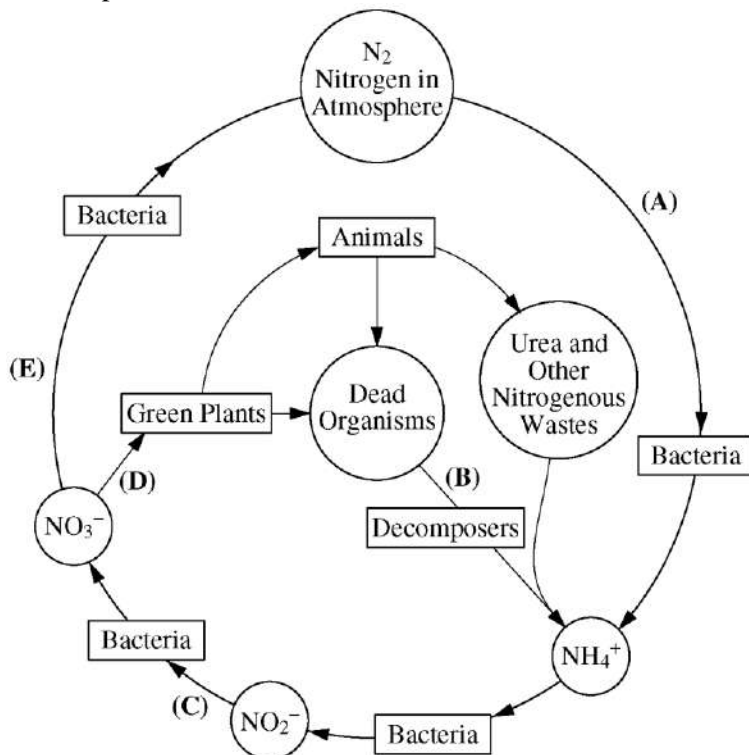 N₂
Nitrogen in
Atmosphere
(A)
Bacteria
Animals
(E)
Urea and
Other
Nitrogenous
Wastes
Green Plants
Dead
Organisms
Bacteria
(D)
(B)
NO₃⁻
Decomposers
Bacteria
NH₄⁺
(C)
NO₂⁻
Bacteria